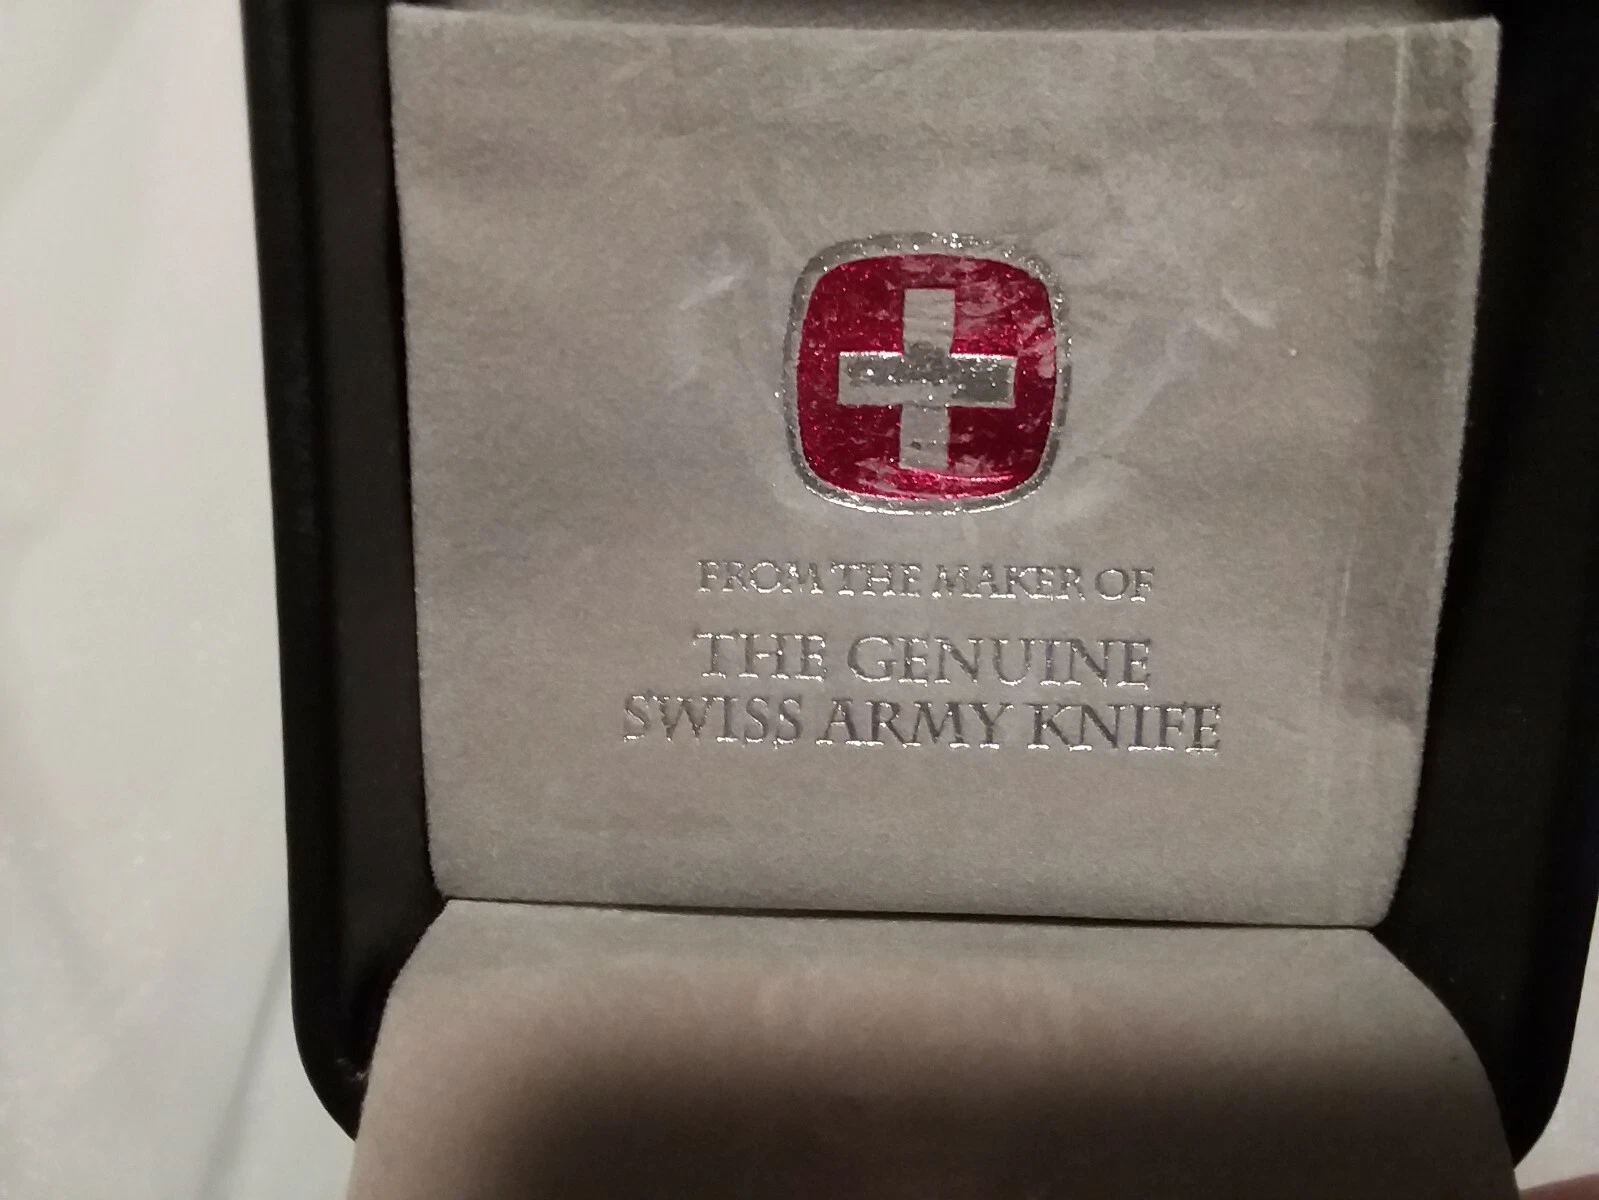 FROM THE MAKER OF
THE GENUINE
SWISS ARMY KNIFE